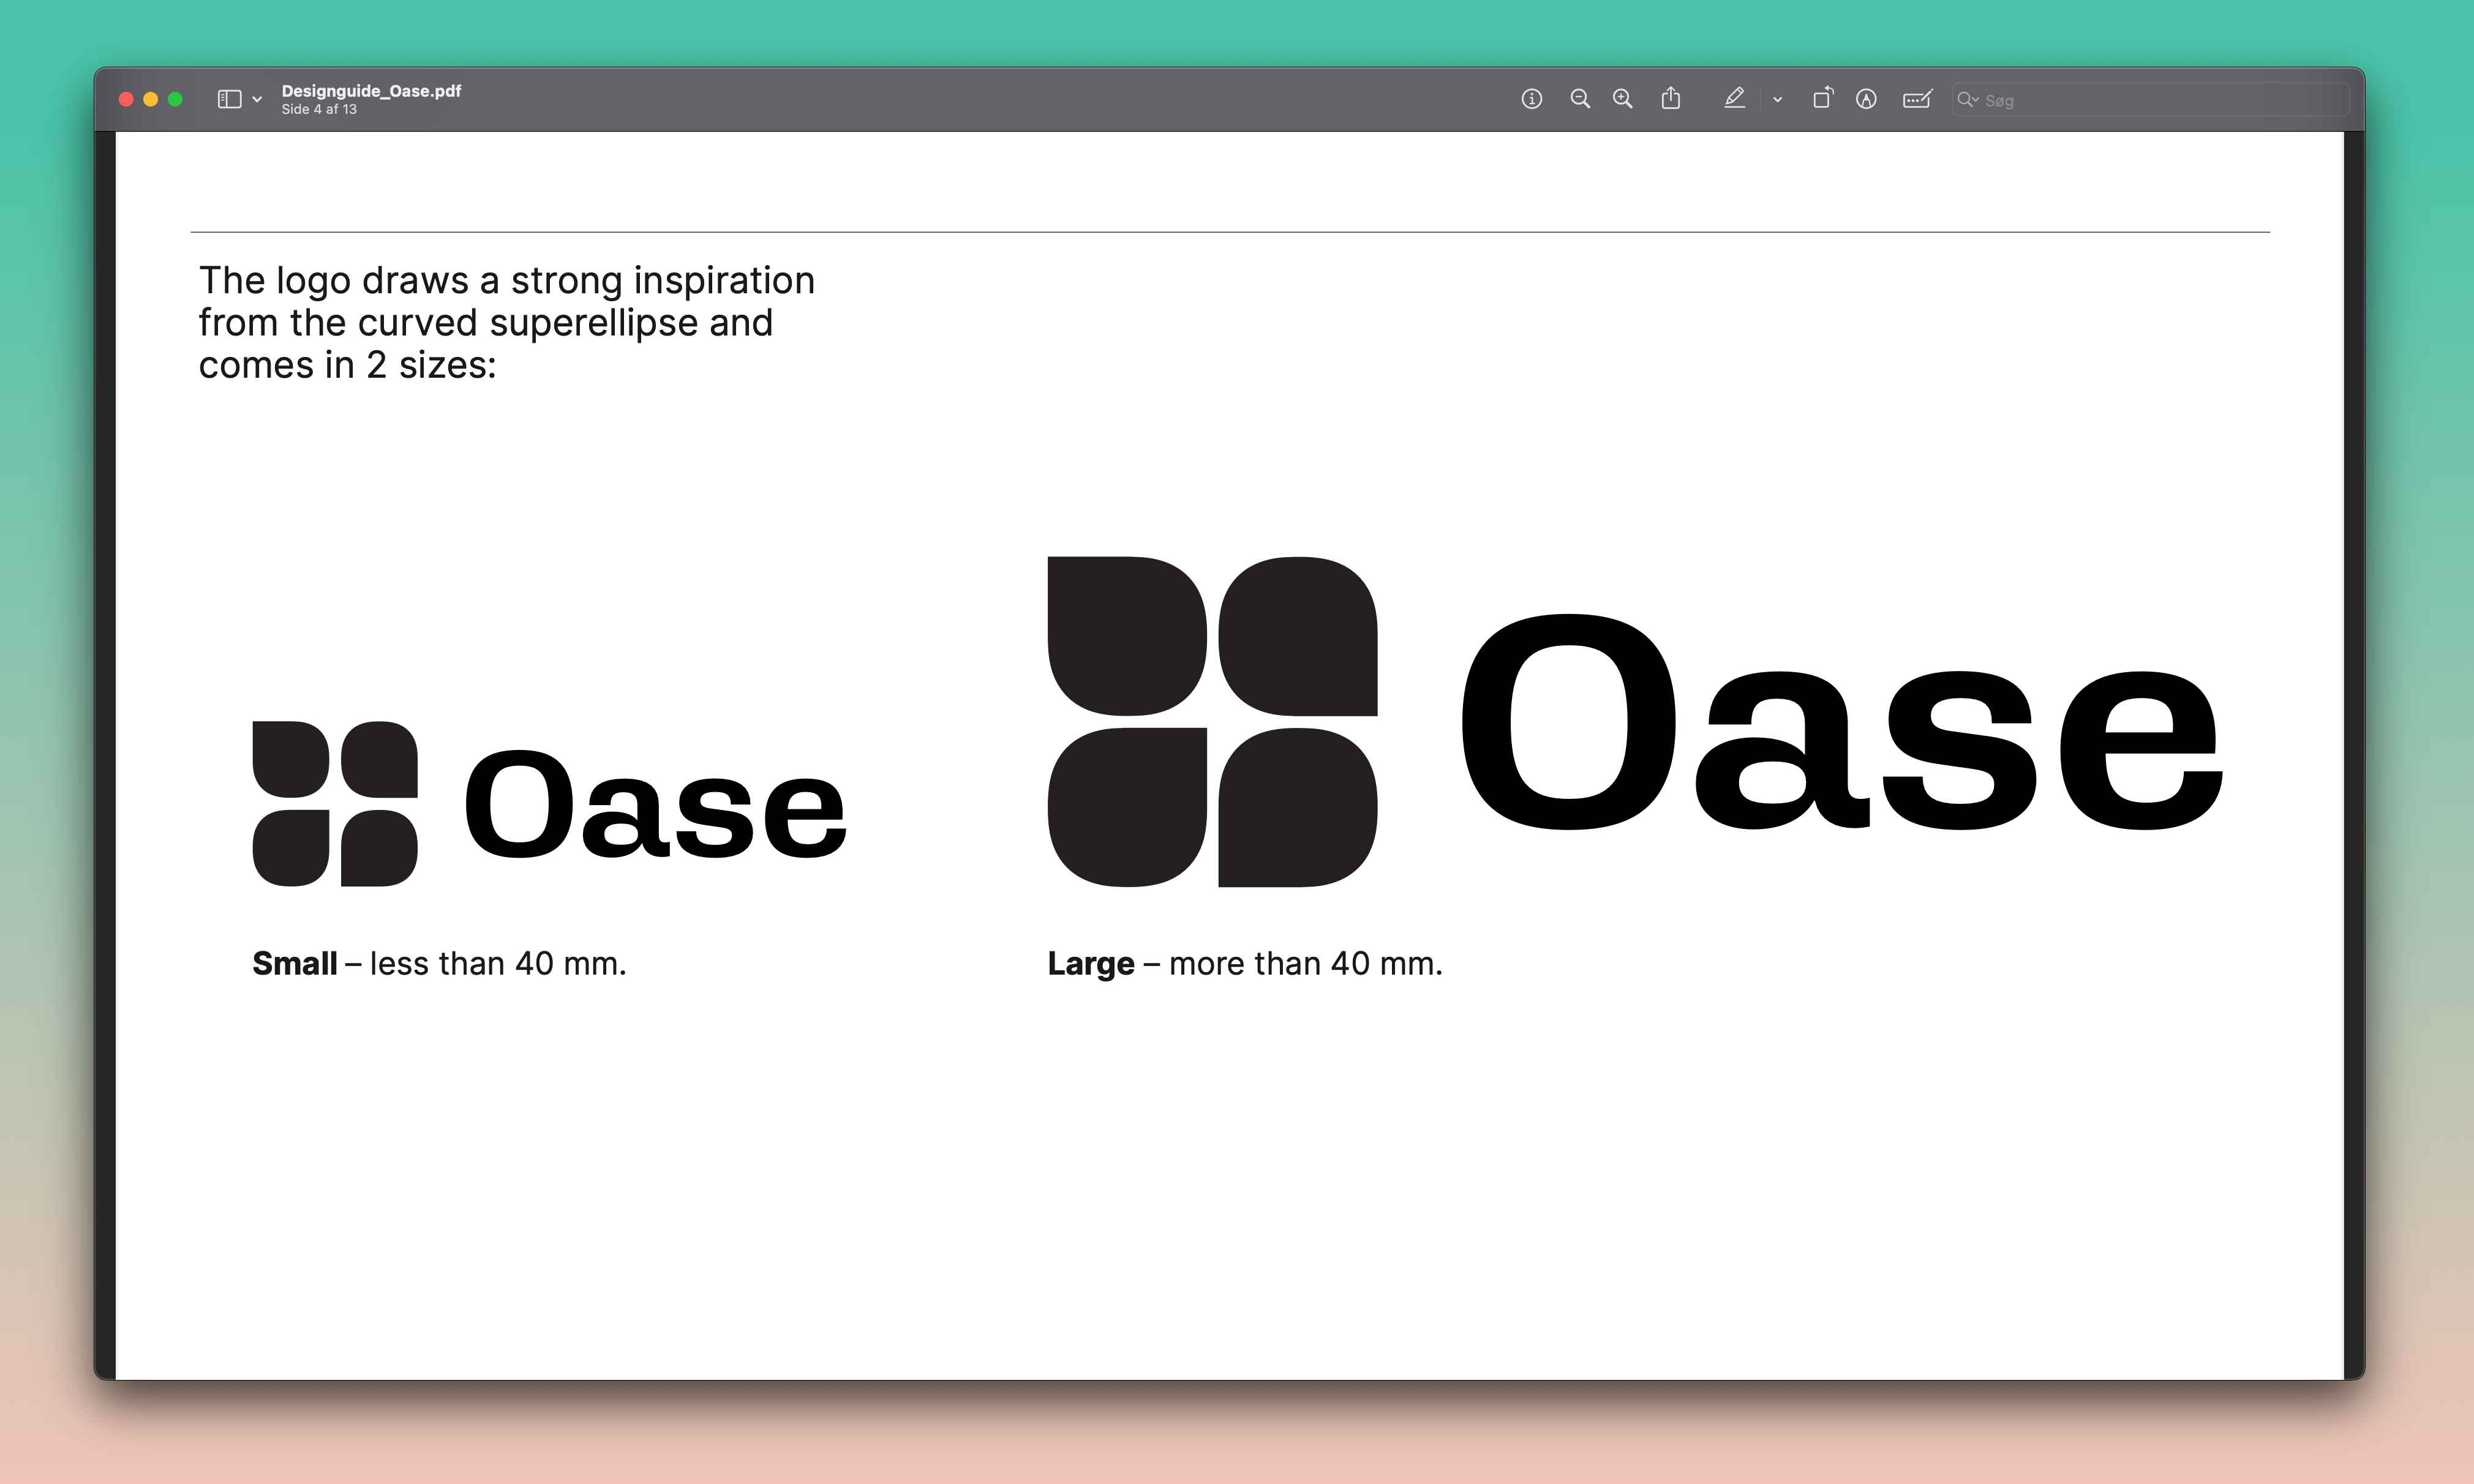 Designguide_Oase.pdf
Side 4 af 13
Søg
The logo draws a strong inspiration
from the curved superellipse and
comes in 2 sizes:
Oase
Oase
Small – less than 40 mm.
Large – more than 40 mm.